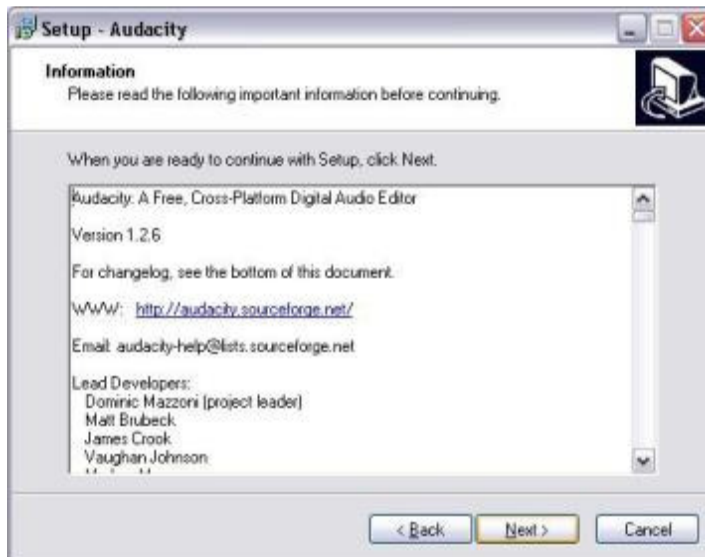 Setup - Audacity
Information
Please read the following important information before continuing.
When you are ready to continue with Setup, click Next.
Audacity: A Free, Cross-Platform Digital Audio Editor
Version 1.2.6
For changelog, see the bottom of this document.
WWW: http://audacity.sourceforge.net/
Email: audacity-help@lists.sourceforge.net
Lead Developers:
Dominic Mazzoni (project leader)
Matt Brubeck
James Crook
Vaughan Johnson
< Back Next > Cancel